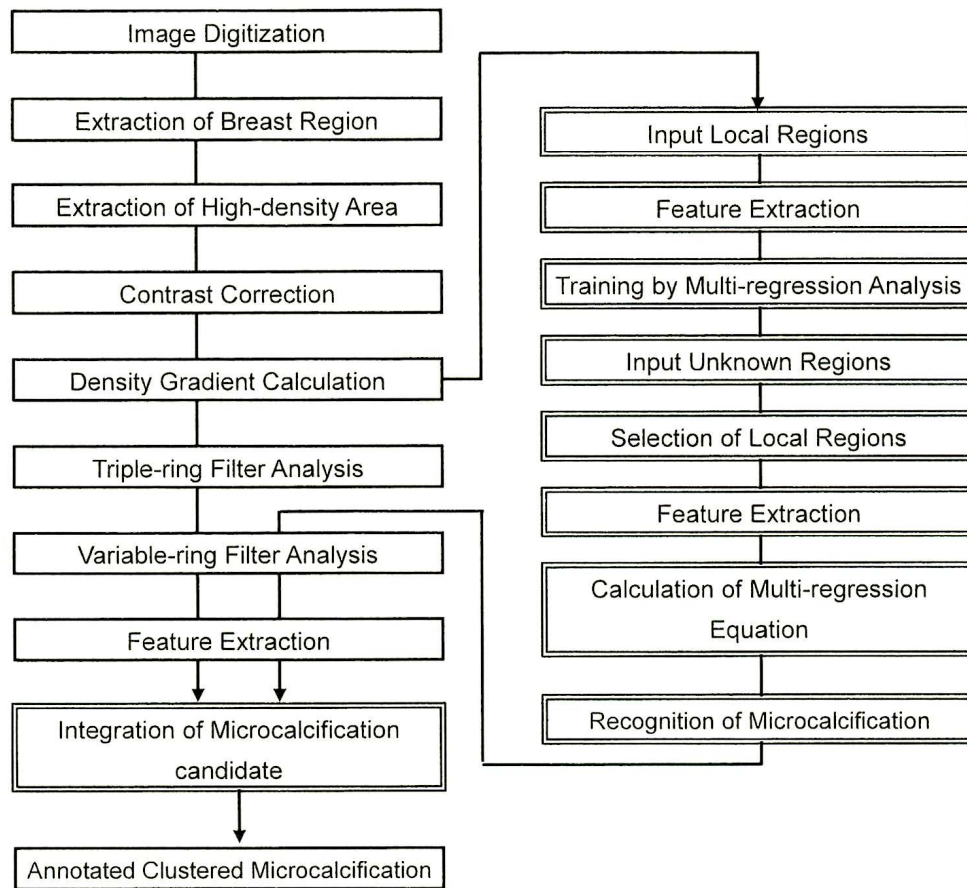 Image Digitization
Extraction of Breast Region
Extraction of High-density Area
Contrast Correction
Density Gradient Calculation
Triple-ring Filter Analysis
Variable-ring Filter Analysis
Feature Extraction
Integration of Microcalcification
candidate
Annotated Clustered Microcalcification
Input Local Regions
Feature Extraction
Training by Multi-regression Analysis
Input Unknown Regions
Selection of Local Regions
Feature Extraction
Calculation of Multi-regression
Equation
Recognition of Microcalcification